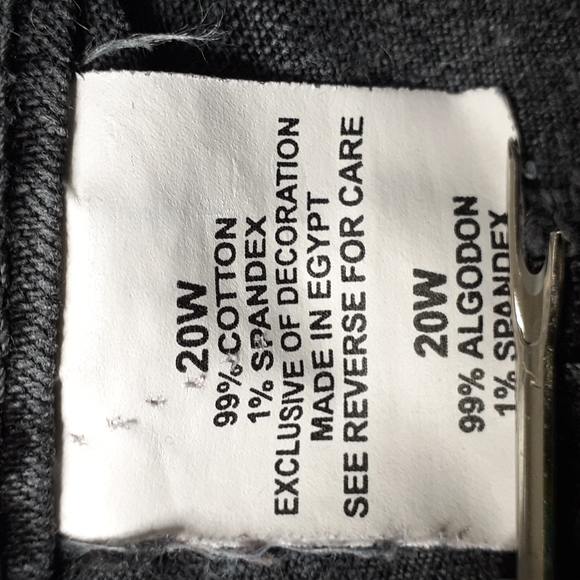 20W
99% COTTON
1% SPANDEX
EXCLUSIVE OF DECORATION
MADE IN EGYPT
SEE REVERSE FOR CARE
20W
99% ALGODON
1% SPANDEX